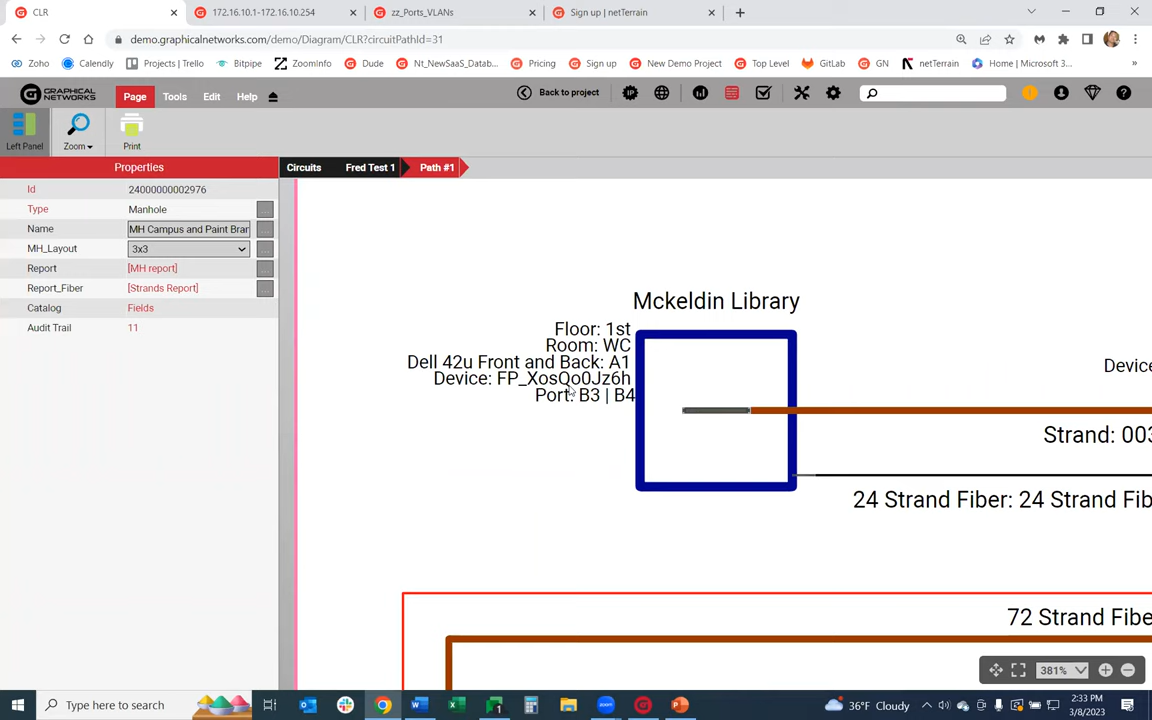 CLR
172.16.10.1-172.16.10.254
zz_Ports_VLANs
Sign up | netTerrain
demo.graphicalnetworks.com/demo/Diagram/CLR?circuitPathId=31
Zoho
Calendly
Projects | Trello
Bitpipe
ZoomInfo
Dude
Nt_NewSaaS_Datab...
Pricing
Sign up
New Demo Project
Top Level
GitLab
GN
netTerrain
Home | Microsoft 3...
GRAPHICAL
NETWORKS
Page
Tools
Edit
Help
Back to project
Left Panel
Zoom
Print
Properties
Circuits
Fred Test 1
Path #1
Id
24000000002976
Type
Manhole
Name
MH Campus and Paint Bran
MH_Layout
3x3
Report
[MH report]
Report_Fiber
[Strands Report]
Catalog
Fields
Audit Trail
11
Mckeldin Library
Floor: 1st
Room: WC
Dell 42u Front and Back: A1
Device: FP_XosQo0Jz6h
Port: B3 | B4
Device
Strand: 003
24 Strand Fiber: 24 Strand Fib
72 Strand Fibe
381%
Type here to search
36°F Cloudy
2:33 PM
3/8/2023